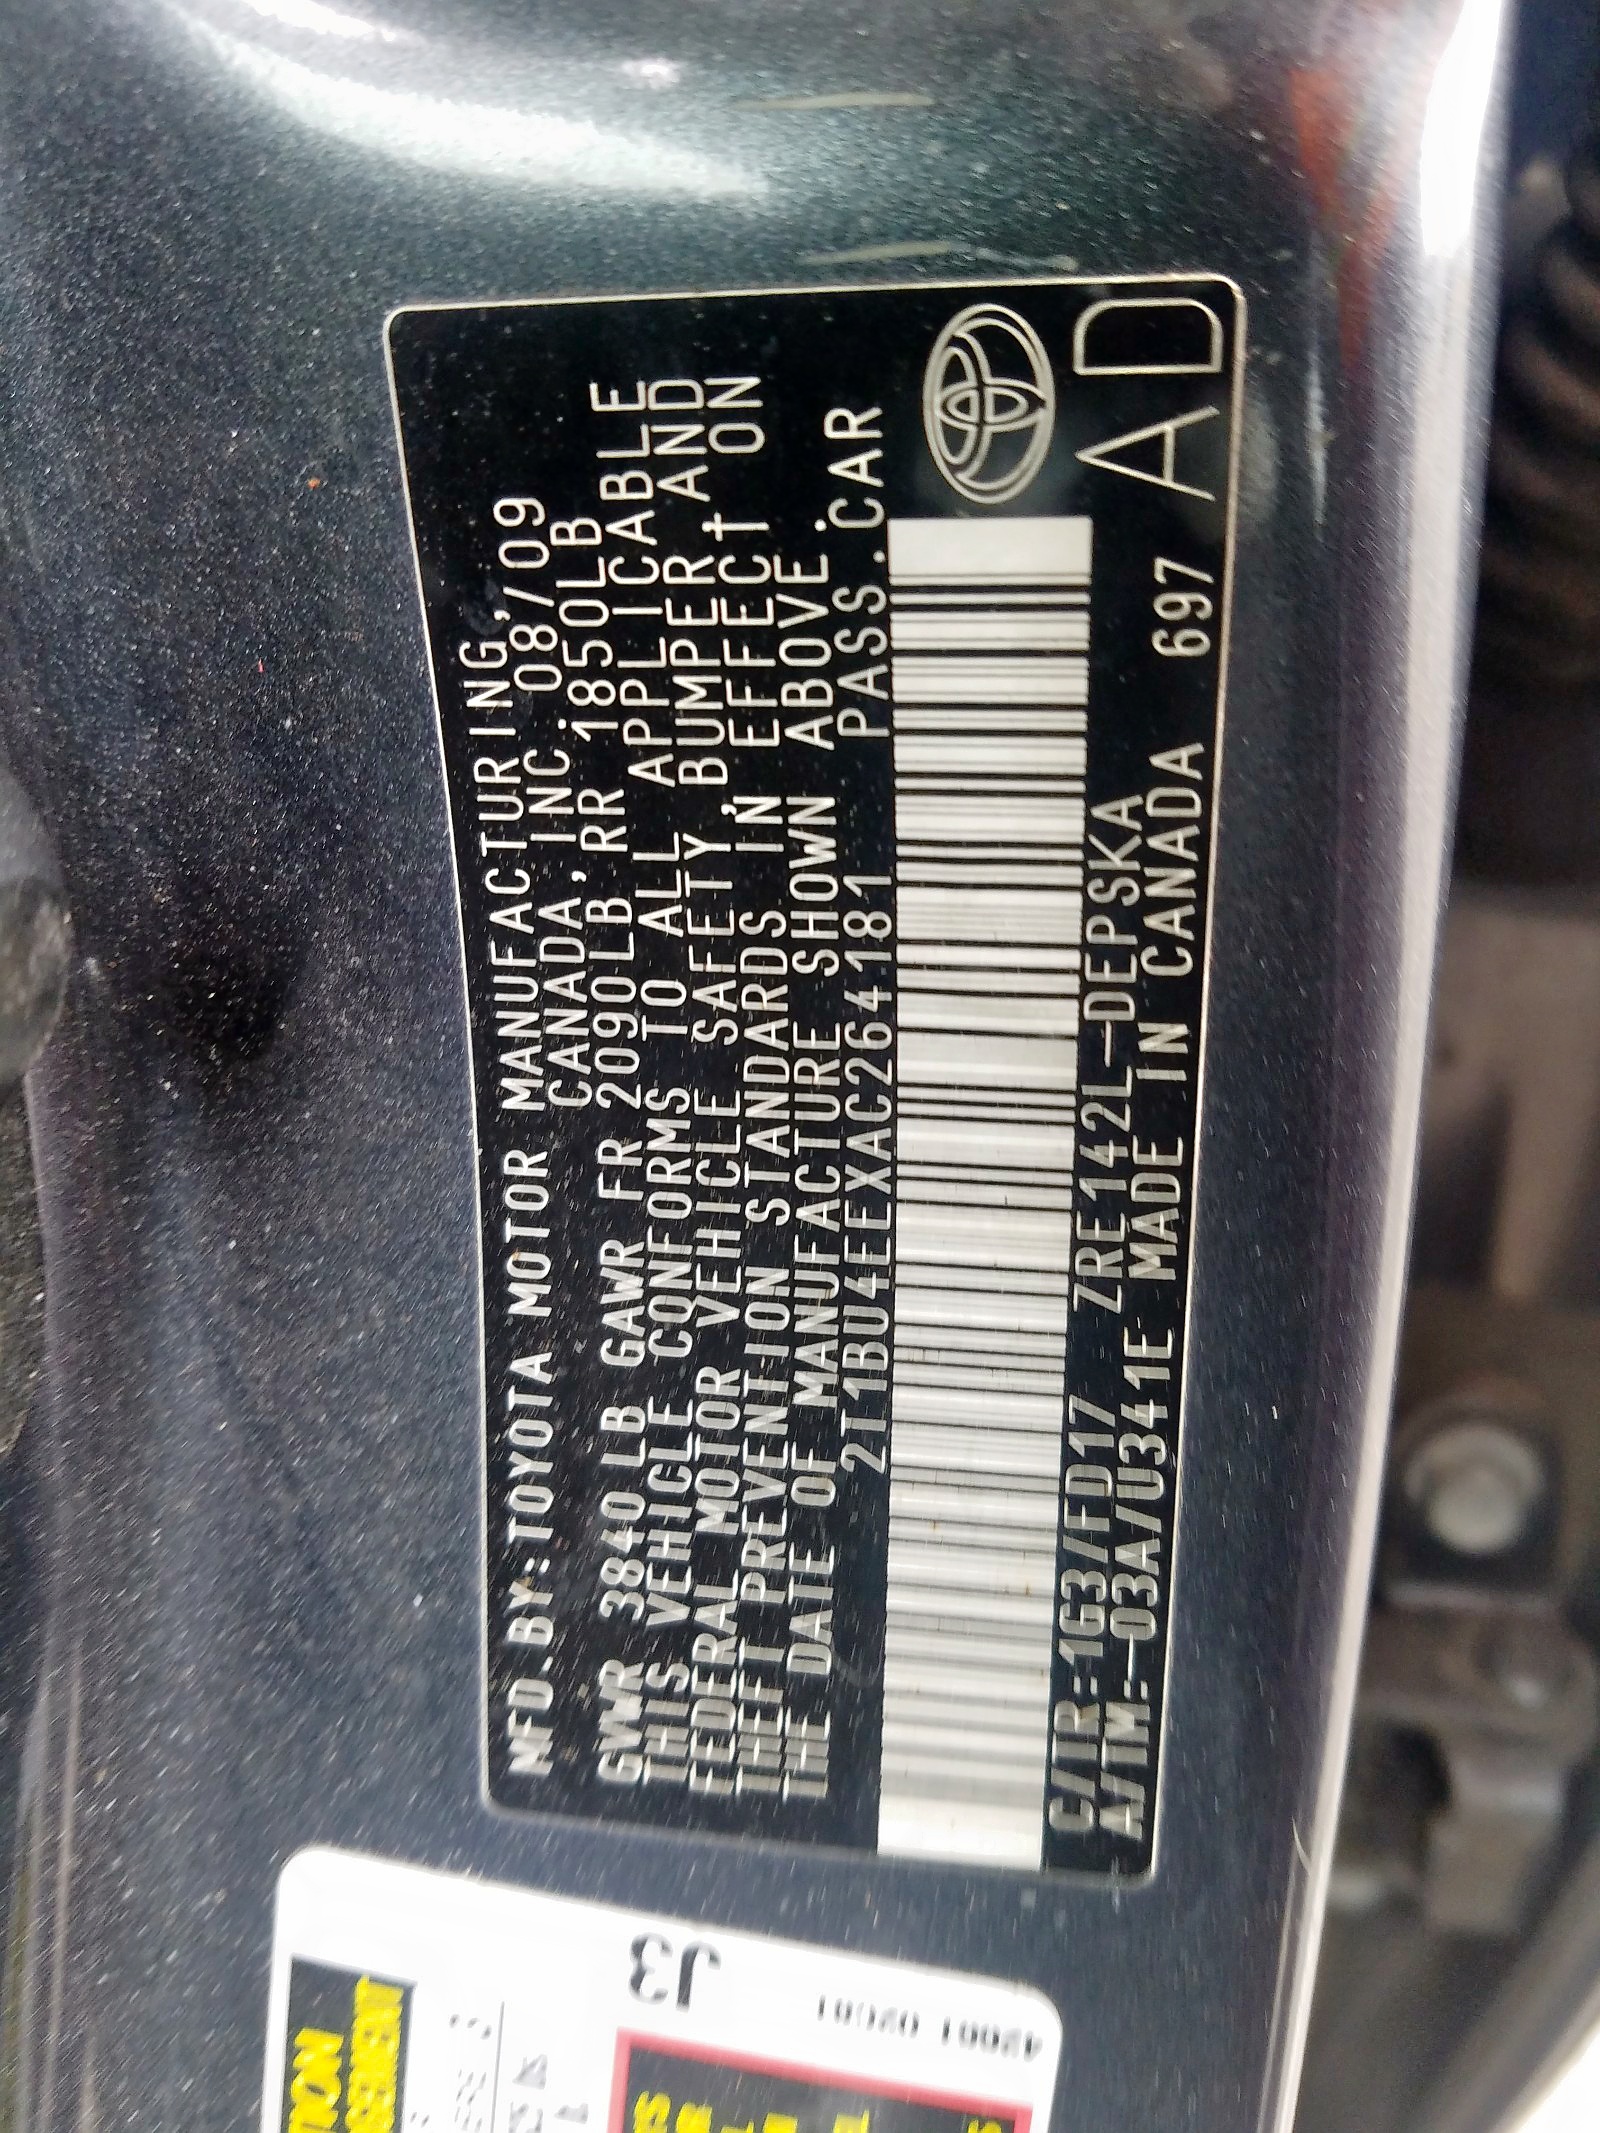 MFD.BY:TOYOTA MOTOR MANUFACTURING,
CANADA, INC. 08/09
GVWR 3840 LB GAWR FR 2090LB, RR 1850LB
THIS VEHICLE CONFORMS TO ALL APPLICABLE
FEDERAL MOTOR VEHICLE SAFETY, BUMPER, AND
THEFT PREVENTION STANDARDS IN EFFECT ON
THE DATE OF MANUFACTURE SHOWN ABOVE.
2T1BU4EEXAC264181 PASS.CAR
C/TR:1G3/FD17 ZRE142L-DEPSKA
A/TM:-03A/U341E MADE IN CANADA 697 AD
J3
42661 02C01